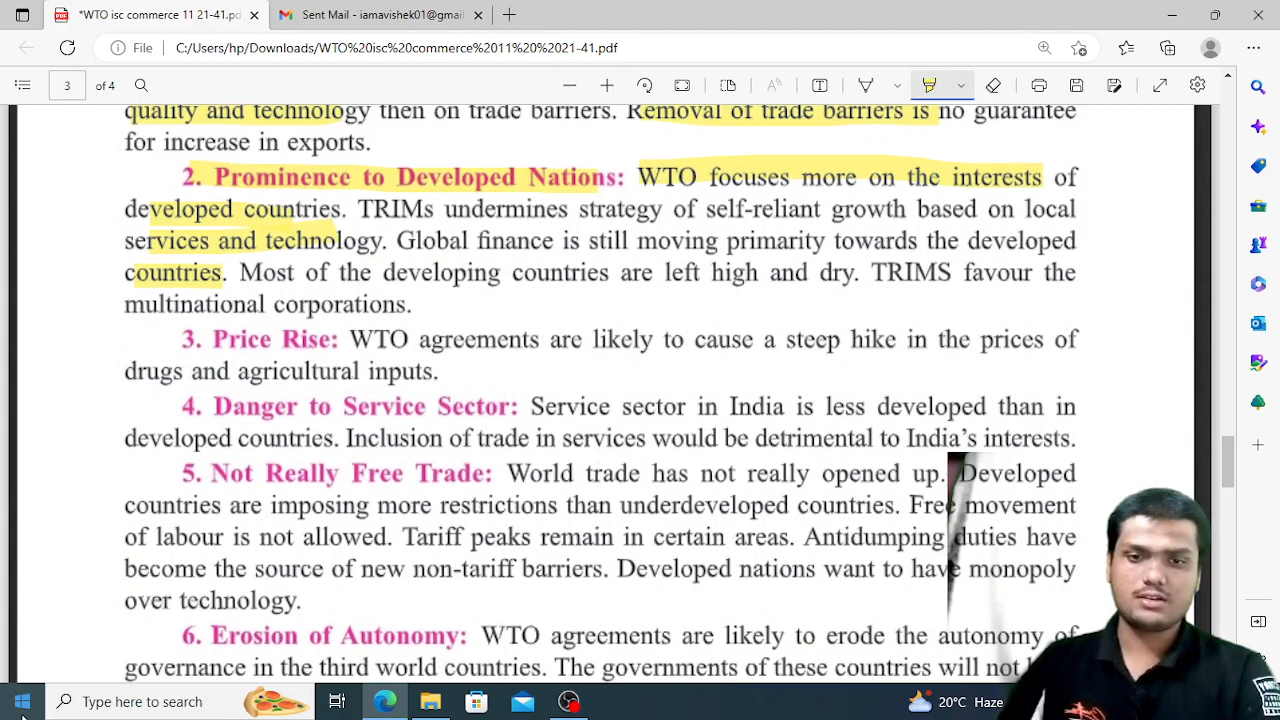 *WTO isc commerce 11 21-41.pd
Sent Mail - iamavishek01@gmail
File
C:/Users/hp/Downloads/WTO%20isc%20commerce%2011%20%2021-41.pdf
3 of 4
quality and technology then on trade barriers. Removal of trade barriers is no guarantee
for increase in exports.
2. Prominence to Developed Nations: WTO focuses more on the interests of
developed countries. TRIMs undermines strategy of self-reliant growth based on local
services and technology. Global finance is still moving primarity towards the developed
countries. Most of the developing countries are left high and dry. TRIMS favour the
multinational corporations.
3. Price Rise: WTO agreements are likely to cause a steep hike in the prices of
drugs and agricultural inputs.
4. Danger to Service Sector: Service sector in India is less developed than in
developed countries. Inclusion of trade in services would be detrimental to India's interests.
5. Not Really Free Trade: World trade has not really opened up. Developed
countries are imposing more restrictions than underdeveloped countries. Free movement
of labour is not allowed. Tariff peaks remain in certain areas. Antidumping duties have
become the source of new non-tariff barriers. Developed nations want to have monopoly
over technology.
6. Erosion of Autonomy: WTO agreements are likely to erode the autonomy of
governance in the third world countries. The governments of these countries will not
Type here to search
20°C Haze